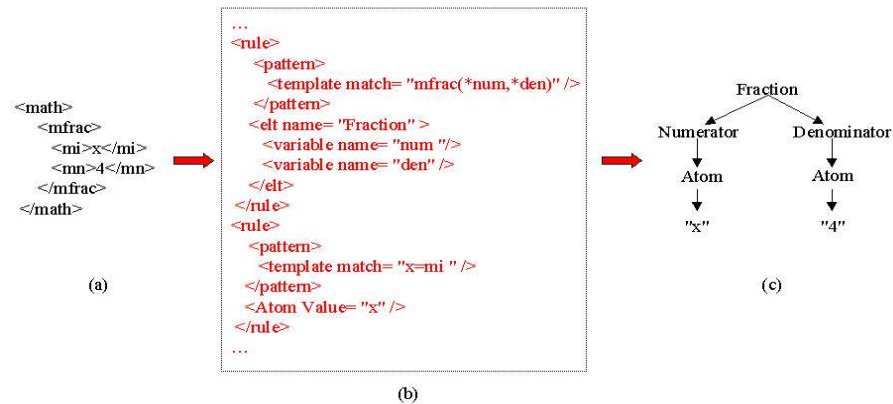 <math>
<mfrac>
<mi>x</mi>
<mn>4</mn>
</mfrac>
</math>
(a)
...
<rule>
<pattern>
<template match= "mfrac(*num,*den)" />
</pattern>
<elt name= "Fraction" >
<variable name= "num "/>
<variable name= "den" />
</elt>
</rule>
<rule>
<pattern>
<template match= "x=mi " />
</pattern>
<Atom Value= "x" />
</rule>
...
(b)
Fraction
Numerator Denominator
Atom Atom
"x" "4"
(c)